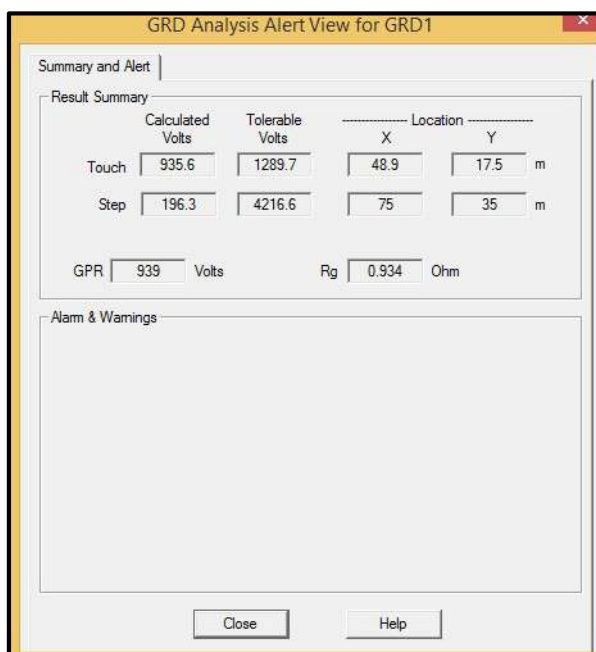 GRD Analysis Alert View for GRD1
Summary and Alert
Result Summary
Calculated Volts Tolerable Volts ---------------- Location ----------------
X Y
Touch 935.6 1289.7 48.9 17.5 m
Step 196.3 4216.6 75 35 m
GPR 939 Volts Rg 0.934 Ohm
Alarm & Warnings
Close Help